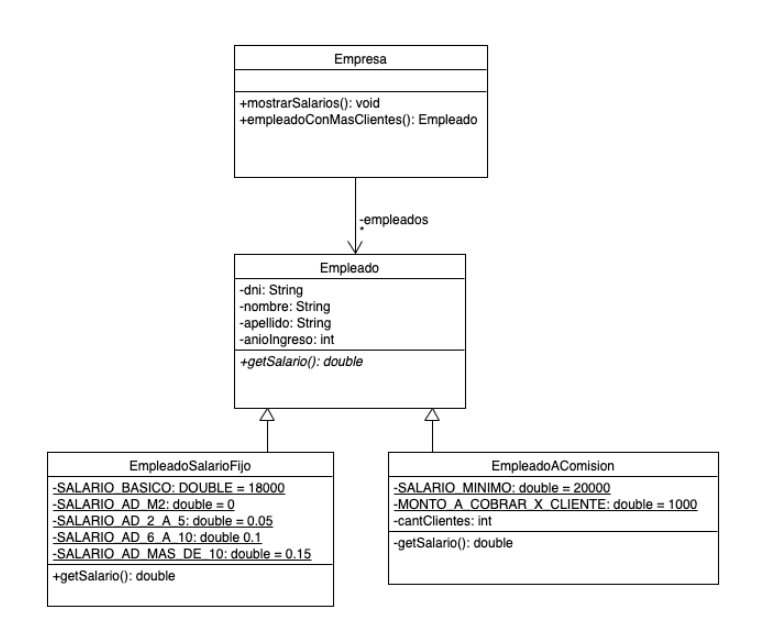 Empresa
+mostrarSalarios(): void
+empleadoConMasClientes(): Empleado
-empleados
*
Empleado
-dni: String
-nombre: String
-apellido: String
-anioIngreso: int
+getSalario(): double
EmpleadoSalarioFijo
-SALARIO_BASICO: DOUBLE = 18000
-SALARIO_AD_M2: double = 0
-SALARIO_AD_2_A_5: double = 0.05
-SALARIO_AD_6_A_10: double 0.1
-SALARIO_AD_MAS_DE_10: double = 0.15
+getSalario(): double
EmpleadoAComision
-SALARIO_MINIMO: double = 20000
-MONTO_A_COBRAR_X_CLIENTE: double = 1000
-cantClientes: int
-getSalario(): double